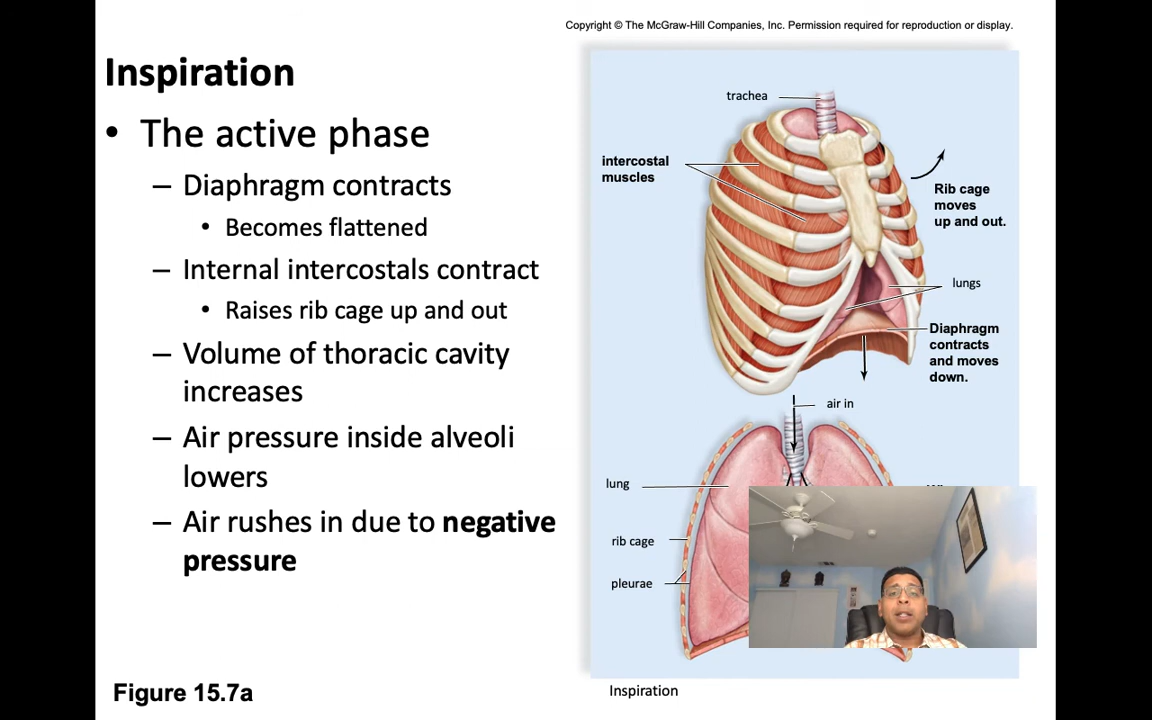 Copyright © The McGraw-Hill Companies, Inc. Permission required for reproduction or display.
Inspiration
• The active phase
– Diaphragm contracts
• Becomes flattened
– Internal intercostals contract
• Raises rib cage up and out
– Volume of thoracic cavity
increases
– Air pressure inside alveoli
lowers
– Air rushes in due to negative
pressure
Figure 15.7a
trachea
intercostal
muscles
Rib cage
moves
up and out.
lungs
Diaphragm
contracts
and moves
down.
air in
lung
rib cage
pleurae
Inspiration